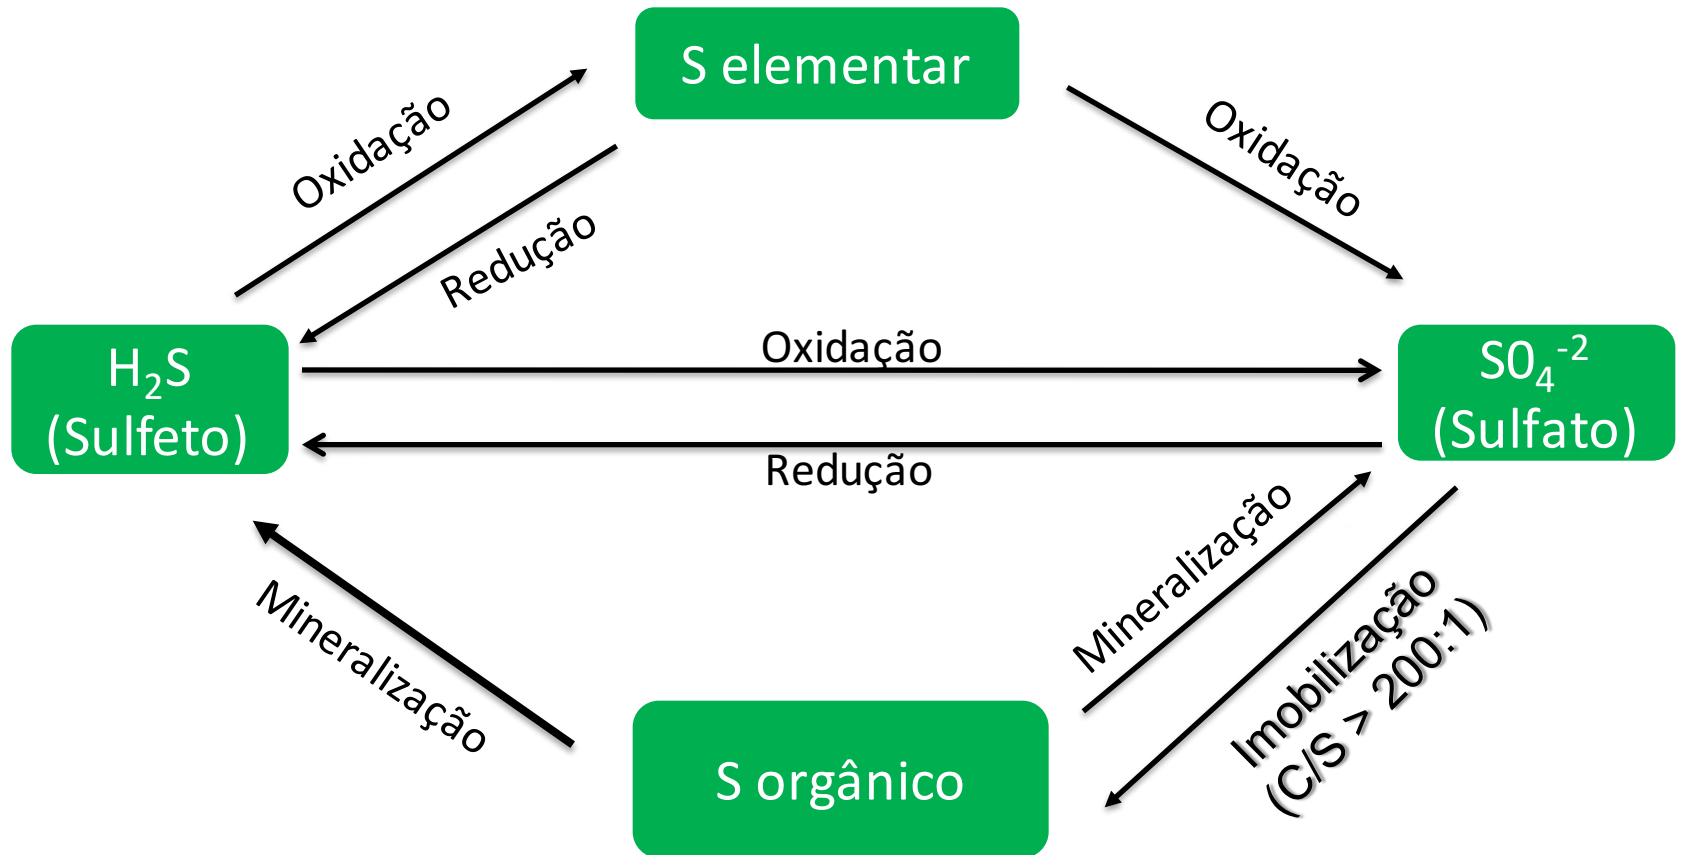 S elementar
Oxidação
Oxidação
Redução
Oxidação
H₂S
(Sulfeto)
S0₄⁻²
(Sulfato)
Redução
Mineralização
Mineralização
Imobilização
(C/S > 200:1)
S orgânico